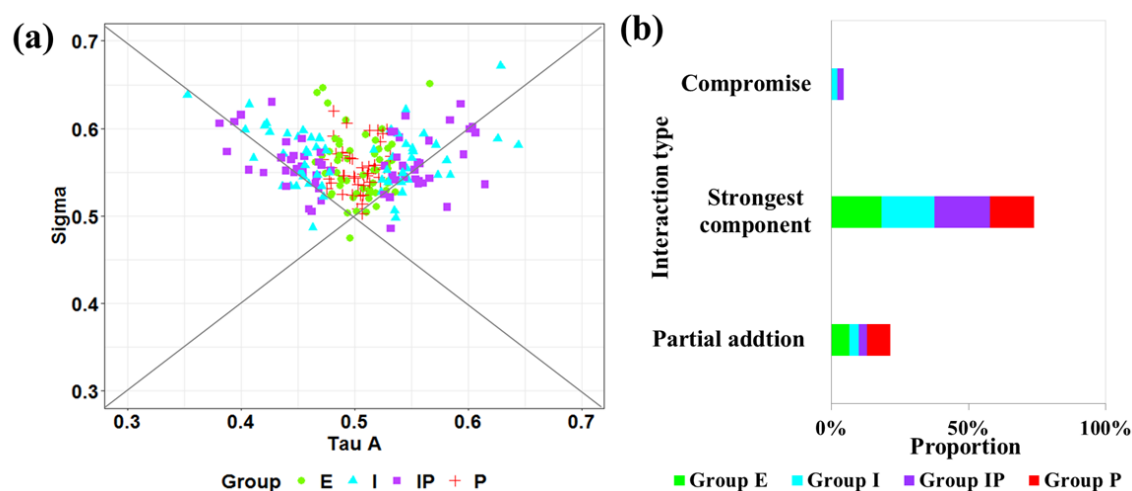 (a)
Sigma
0.7
0.6
0.5
0.4
0.3
0.3 0.4 0.5 0.6 0.7
Tau A
Group E I IP P
(b)
Interaction type
Compromise
Strongest
component
Partial addtion
0% 50% 100%
Proportion
Group E Group I Group IP Group P